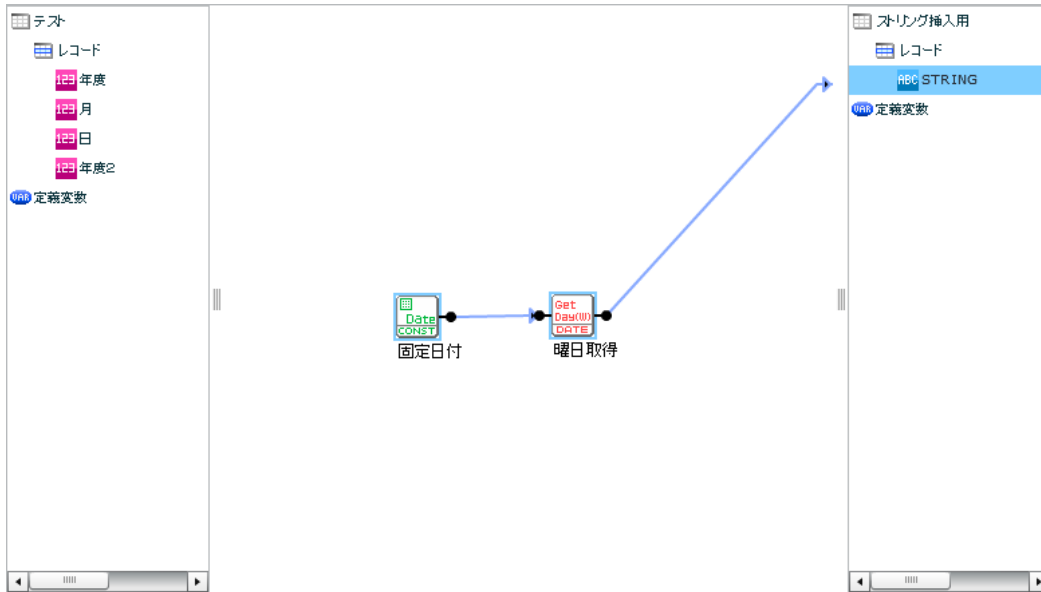 テスト
レコード
123 年度
123 月
123 日
123 年度2
VAR 定義変数
Date
CONST
固定日付
Get
Day(W)
DATE
曜日取得
ストリング挿入用
レコード
ABC STRING
VAR 定義変数